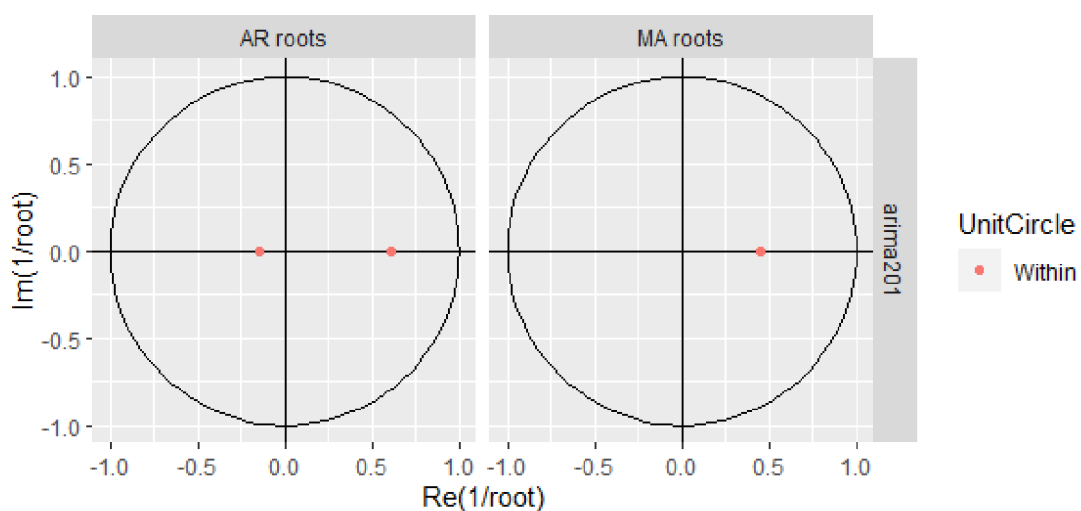 AR roots
MA roots
1.0
0.5
0.0
-0.5
-1.0
Im(1/root)
-1.0 -0.5 0.0 0.5 1.0
-1.0 -0.5 0.0 0.5 1.0
Re(1/root)
arima201
UnitCircle
Within